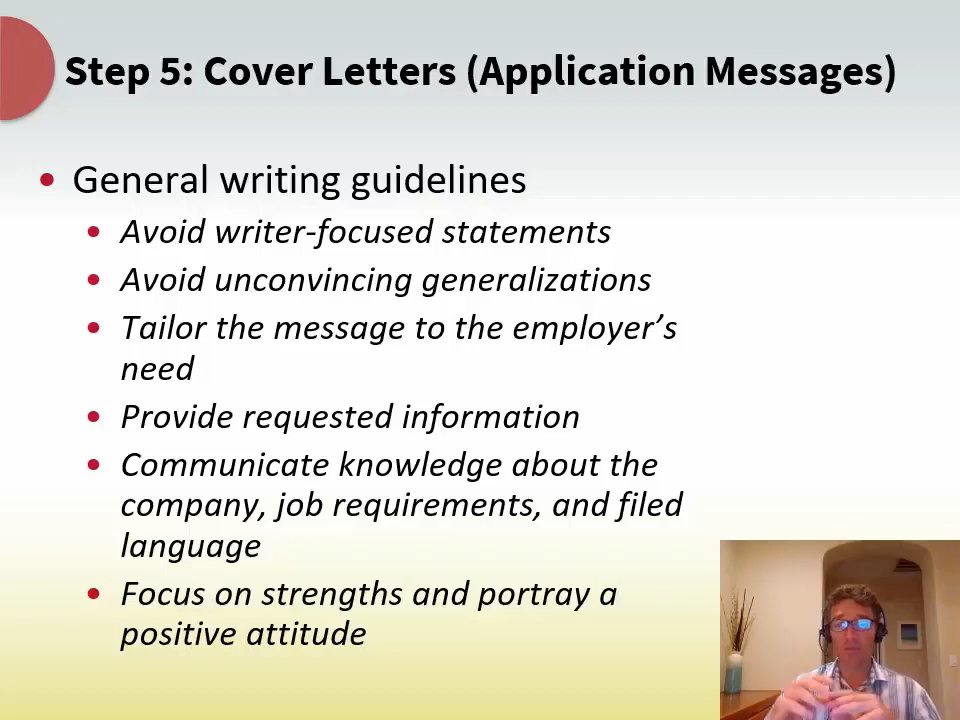 Step 5: Cover Letters (Application Messages)
• General writing guidelines
• Avoid writer-focused statements
• Avoid unconvincing generalizations
• Tailor the message to the employer’s
need
• Provide requested information
• Communicate knowledge about the
company, job requirements, and filed
language
• Focus on strengths and portray a
positive attitude